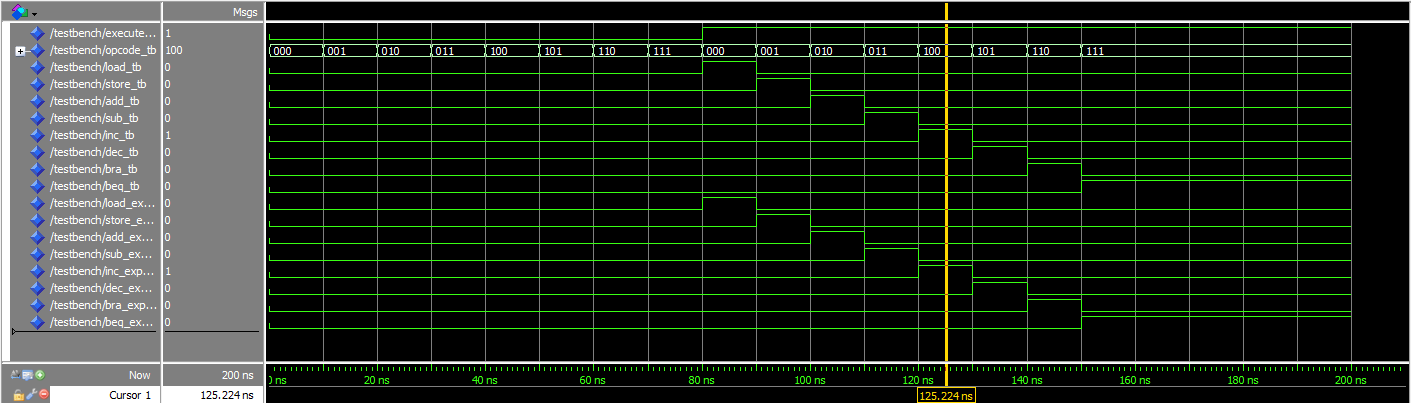 Msgs
/testbench/execute... 1
/testbench/opcode_tb 100 000 001 010 011 100 101 110 111 000 001 010 011 100 101 110 111
/testbench/load_tb 0
/testbench/store_tb 0
/testbench/add_tb 0
/testbench/sub_tb 0
/testbench/inc_tb 1
/testbench/dec_tb 0
/testbench/bra_tb 0
/testbench/beq_tb 0
/testbench/load_ex... 0
/testbench/store_e... 0
/testbench/add_ex... 0
/testbench/sub_ex... 0
/testbench/inc_exp... 1
/testbench/dec_ex... 0
/testbench/bra_exp... 0
/testbench/beq_ex... 0
Now 200 ns 0 ns 20 ns 40 ns 60 ns 80 ns 100 ns 120 ns 140 ns 160 ns 180 ns 200 ns
Cursor 1 125.224 ns 125.224 ns